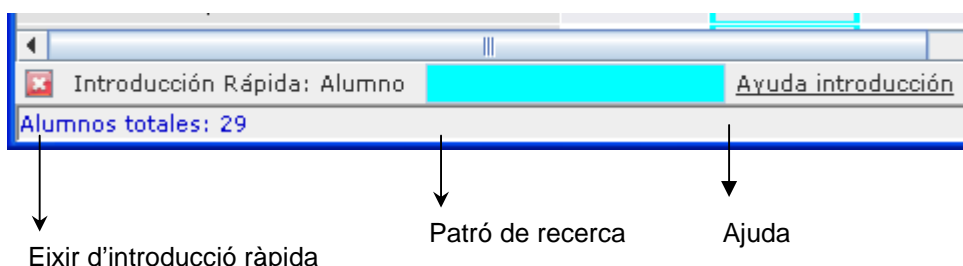 Introducción Rápida: Alumno Ayuda introducción
Alumnos totales: 29
Patró de recerca Ajuda
Eixir d'introducció ràpida